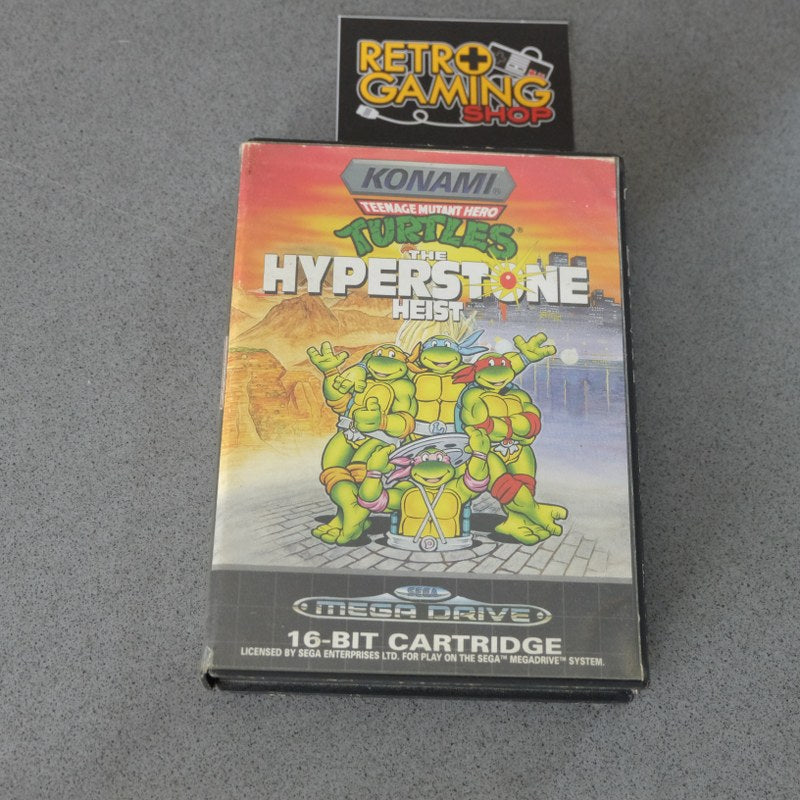 RETRO
GAMING
SHOP
KONAMI®
TEENAGE MUTANT HERO
TURTLES®
THE
HYPERSTONE
HEIST
SEGA
MEGA DRIVE
16-BIT CARTRIDGE
LICENSED BY SEGA ENTERPRISES LTD. FOR PLAY ON THE SEGA™ MEGADRIVE™ SYSTEM.